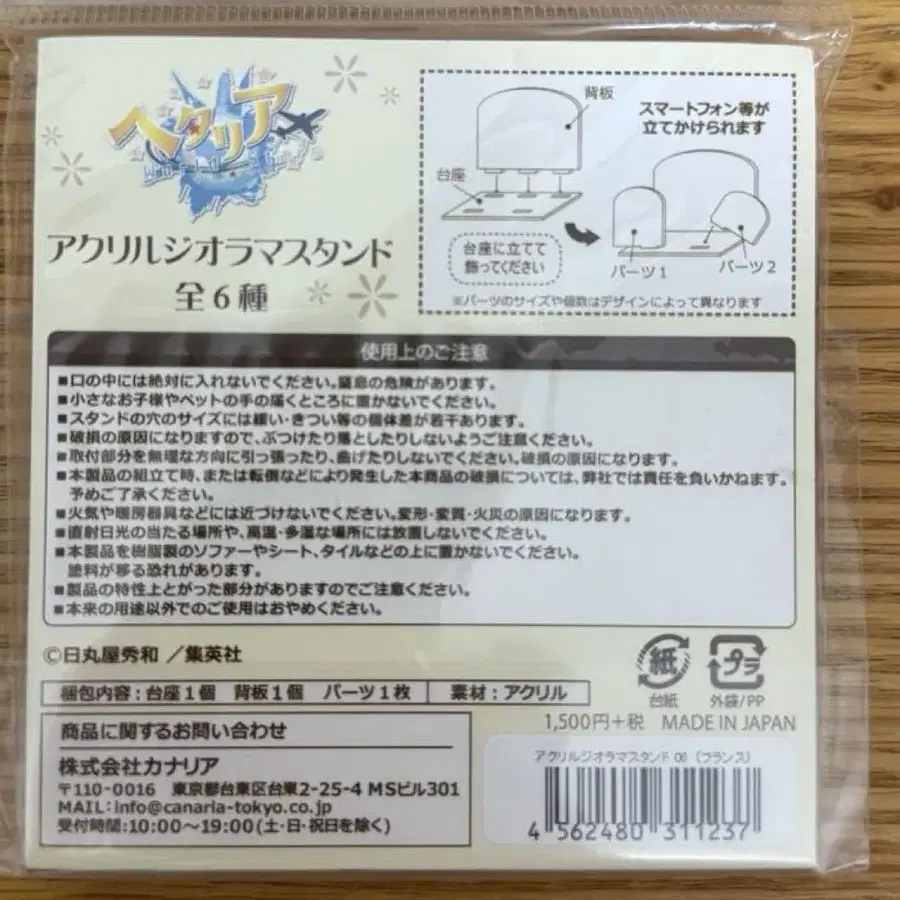 ヘタリア
World★Stars
アクリルジオラマスタンド
全6種
背板
台座
台座に立てて
飾ってください
スマートフォン等が
立てかけられます
パーツ1
パーツ2
※パーツのサイズや個数はデザインによって異なります
使用上のご注意
■口の中には絶対に入れないでください。窒息の危険があります。
■小さなお子様やペットの手の届くところに置かないでください。
■スタンドの穴のサイズには緩い・きつい等の個体差が若干あります。
■破損の原因になりますので、ぶつけたり落としたりしないようご注意ください。
■取付部分を無理な方向に引っ張ったり、曲げたりしないでください。破損の原因になります。
■本製品の組立て時、または転倒などにより発生した本商品の破損については、弊社では責任を負いかねます。
予めご了承ください。
■火気や暖房器具などには近づけないでください。変形・変質・火災の原因になります。
■直射日光の当たる場所や、高温・多湿な場所には放置しないでください。
■本製品を樹脂製のソファーやシート、タイルなどの上に置かないでください。
塗料が移る恐れがあります。
■製品の特性上とがった部分がありますのでご注意ください。
■本来の用途以外でのご使用はおやめください。
©日丸屋秀和 ／集英社
紙
台紙
プラ
外袋/PP
梱包内容：台座1個 背板1個 パーツ1枚
素材：アクリル
1,500円+税 MADE IN JAPAN
商品に関するお問い合わせ
株式会社カナリア
〒110-0016 東京都台東区台東2-25-4 MSビル301
MAIL：info@canaria-tokyo.co.jp
受付時間：10:00〜19:00(土・日・祝日を除く)
アクリルジオラマスタンド 06（フランス）
4 562480 311237